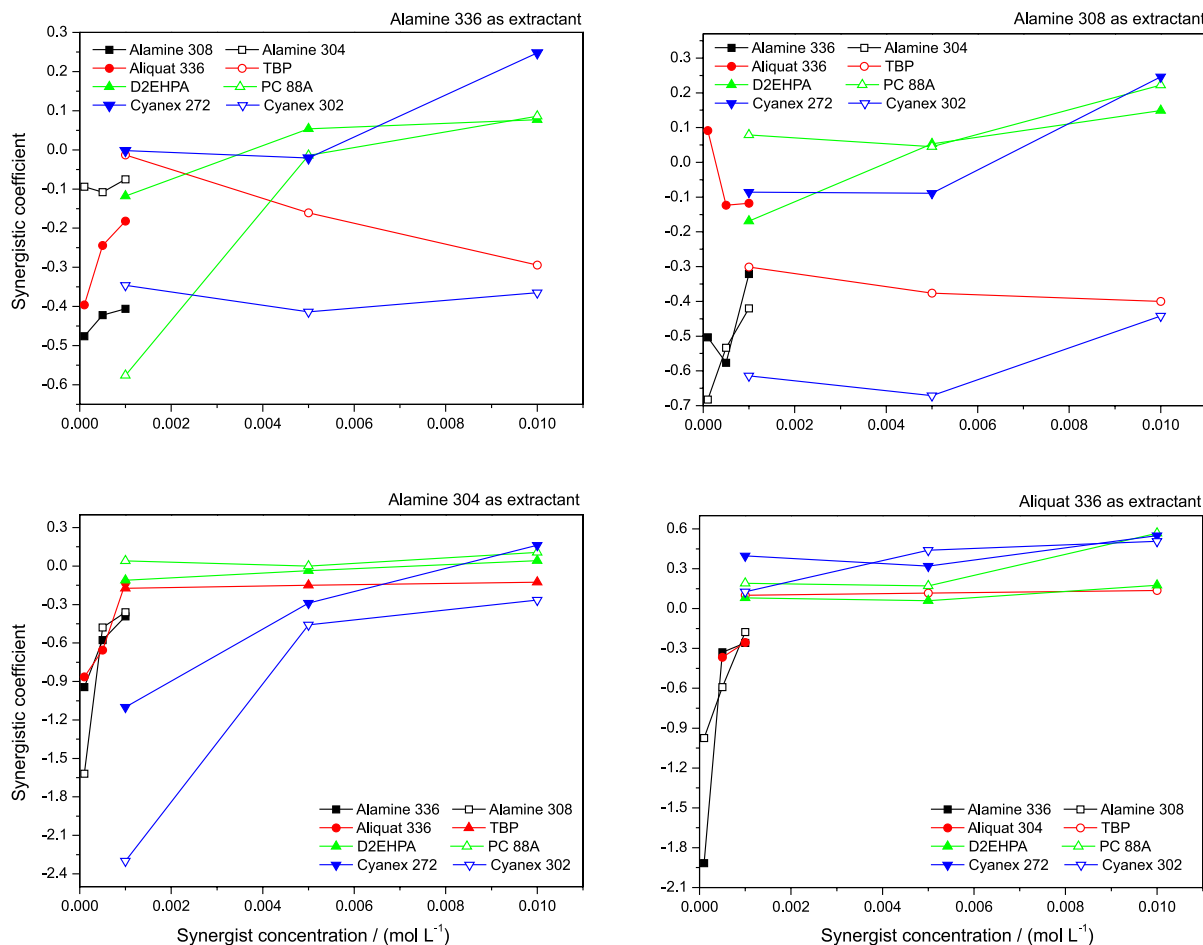 Alamine 336 as extractant
0.3
0.2
0.1
0.0
-0.1
-0.2
-0.3
-0.4
-0.5
-0.6
Synergistic coefficient
Alamine 308 Alamine 304
Aliquat 336 TBP
D2EHPA PC 88A
Cyanex 272 Cyanex 302
0.000 0.002 0.004 0.006 0.008 0.010
Alamine 308 as extractant
0.3
0.2
0.1
0.0
-0.1
-0.2
-0.3
-0.4
-0.5
-0.6
-0.7
Alamine 336 Alamine 304
Aliquat 336 TBP
D2EHPA PC 88A
Cyanex 272 Cyanex 302
0.000 0.002 0.004 0.006 0.008 0.010
Alamine 304 as extractant
0.3
0.0
-0.3
-0.6
-0.9
-1.2
-1.5
-1.8
-2.1
-2.4
Synergistic coefficient
Alamine 336 Alamine 308
Aliquat 336 TBP
D2EHPA PC 88A
Cyanex 272 Cyanex 302
0.000 0.002 0.004 0.006 0.008 0.010
Synergist concentration / (mol L⁻¹)
Aliquat 336 as extractant
0.6
0.3
0.0
-0.3
-0.6
-0.9
-1.2
-1.5
-1.8
-2.1
Alamine 336 Alamine 308
Aliquat 304 TBP
D2EHPA PC 88A
Cyanex 272 Cyanex 302
0.000 0.002 0.004 0.006 0.008 0.010
Synergist concentration / (mol L⁻¹)